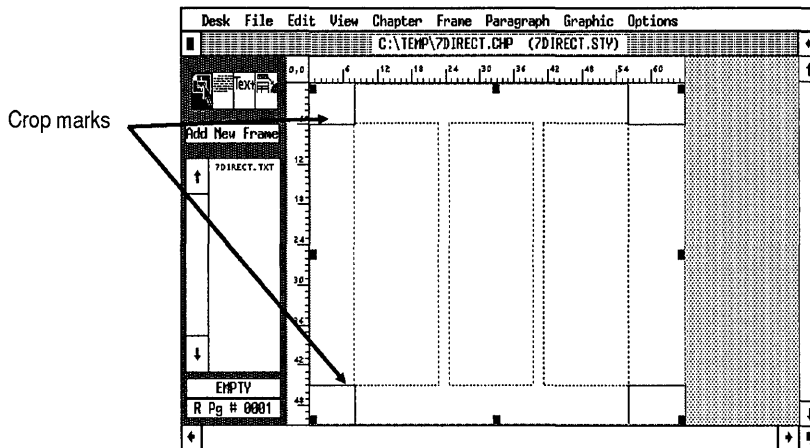 Desk File Edit View Chapter Frame Paragraph Graphic Options
C:\TEMP\7DIRECT.CHP (7DIRECT.STY)
0,0 6 12 18 24 30 36 42 48 54 60
Text
Crop marks
Add New Frame
7DIRECT.TXT
12
18
24
30
36
42
48
EMPTY
R Pg # 0001